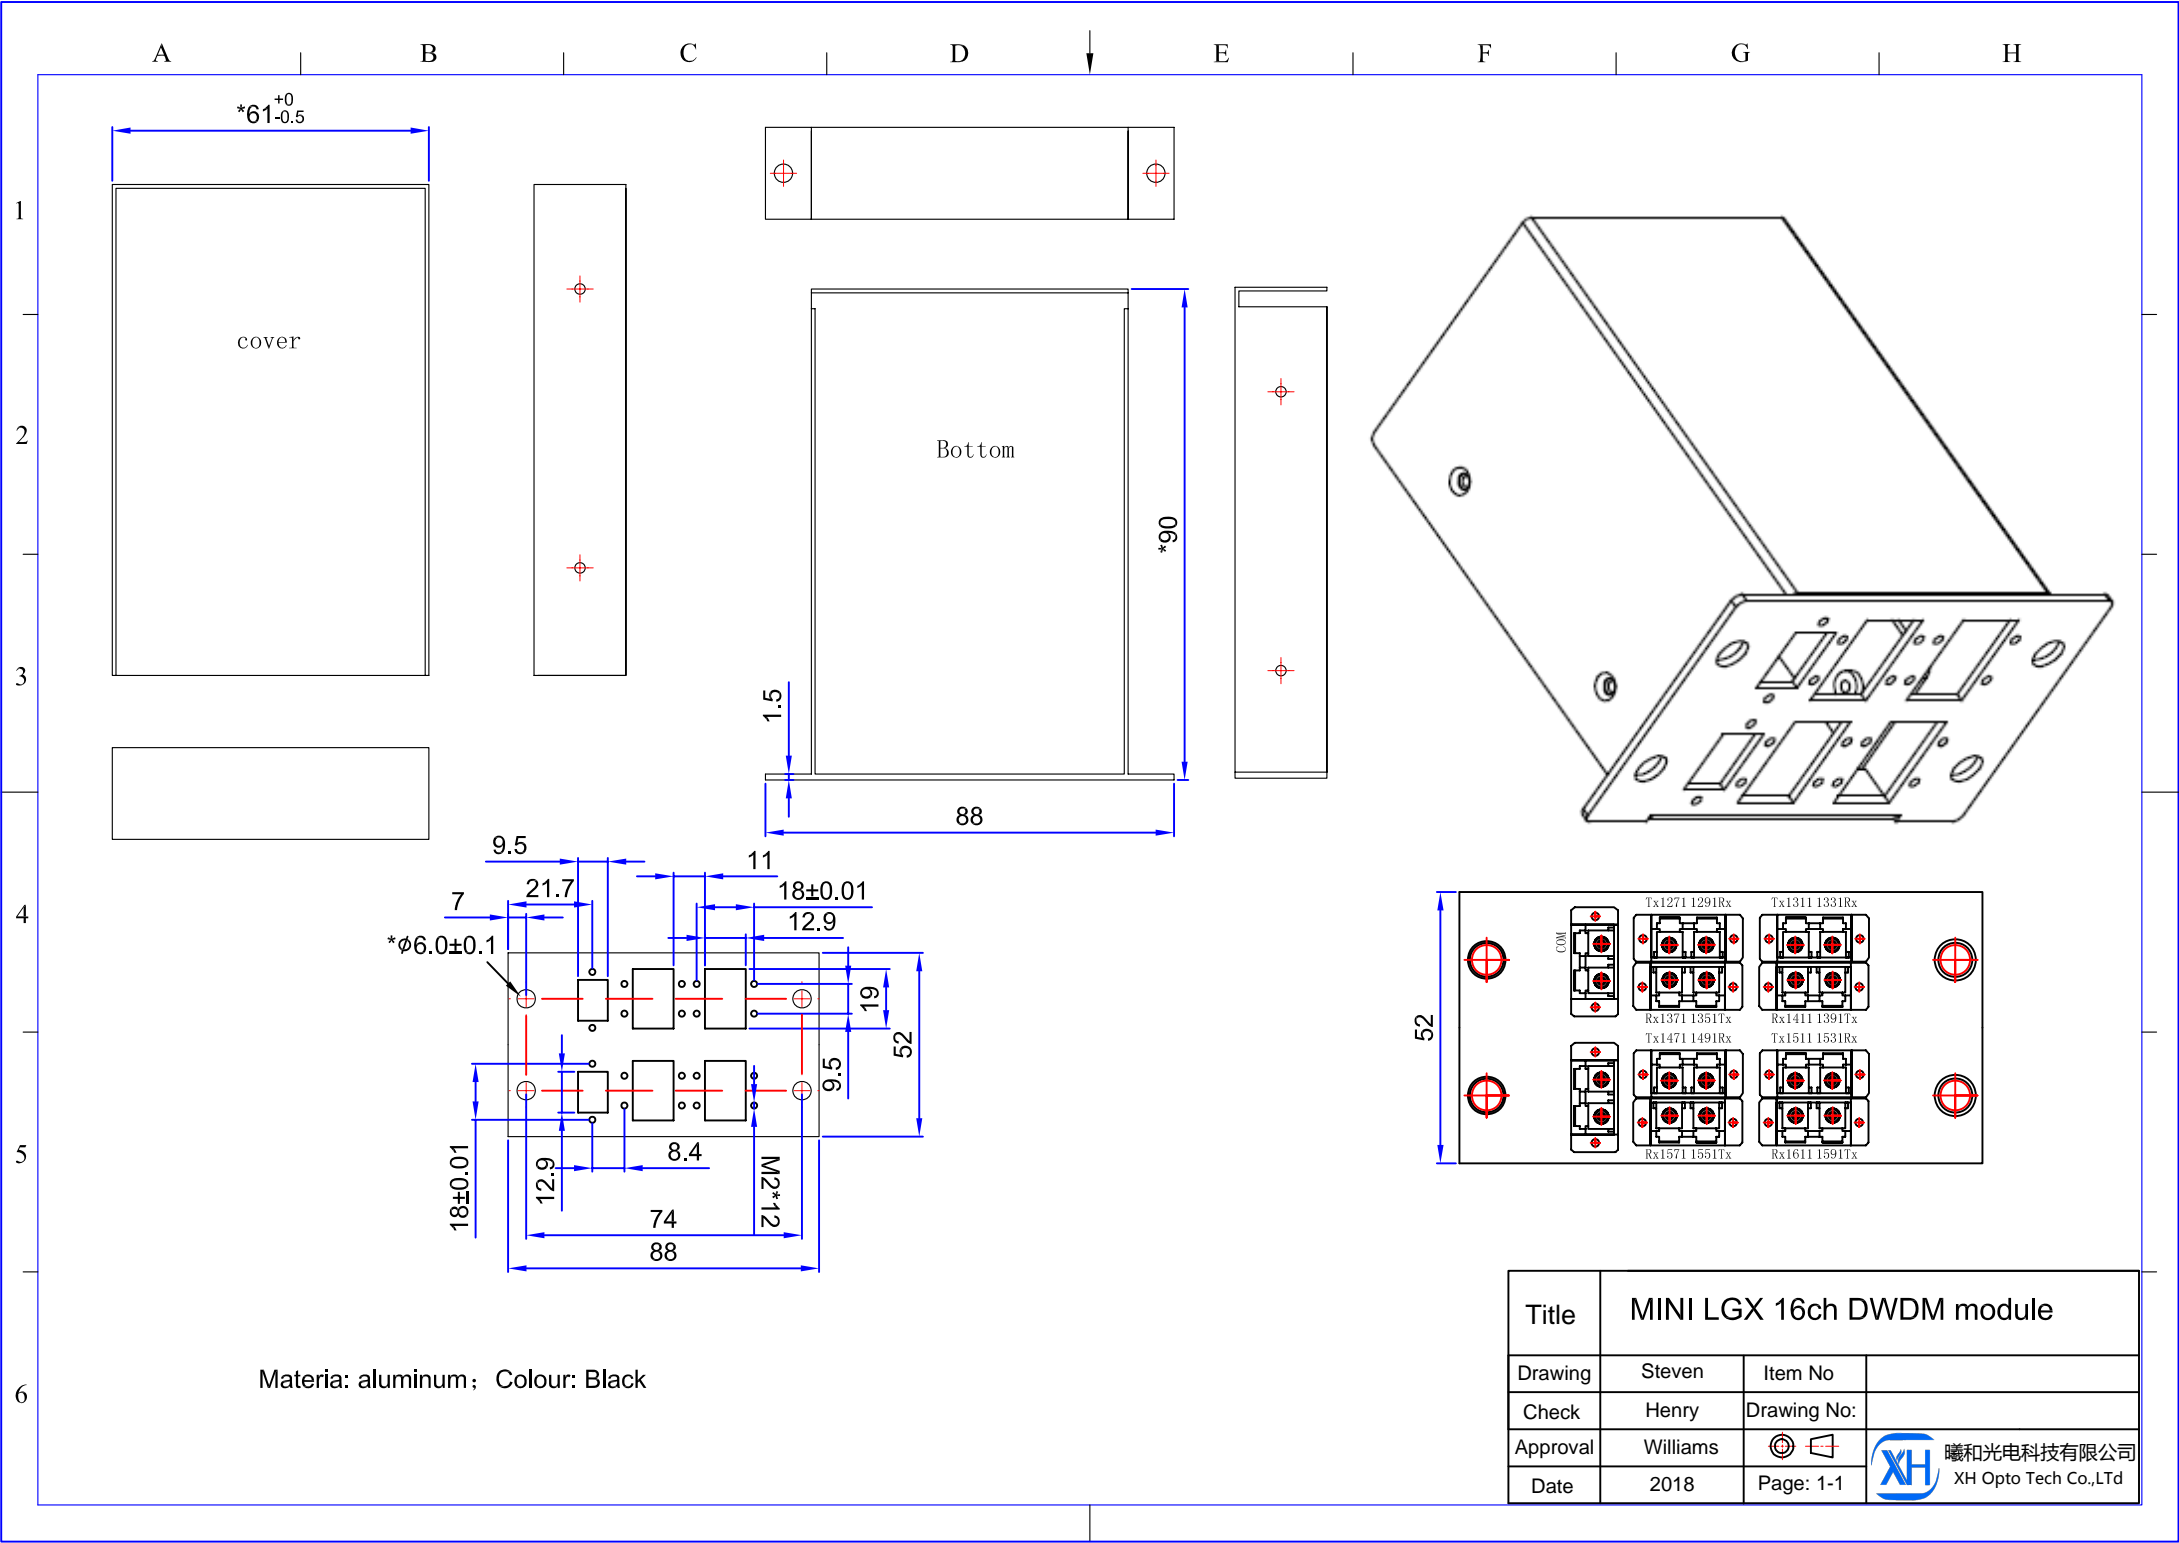 A B C D E F G H
1
2
3
4
5
6
*61 +0 -0.5
cover
Bottom
*90
1.5
88
9.5
11
21.7
18±0.01
7
12.9
*φ6.0±0.1
19
52
9.5
18±0.01
12.9
8.4
M2*12
74
88
52
COM
Tx1271 1291Rx
Tx1311 1331Rx
Rx1371 1351Tx
Rx1411 1391Tx
Tx1471 1491Rx
Tx1511 1531Rx
Rx1571 1551Tx
Rx1611 1591Tx
Materia: aluminum； Colour: Black
Title MINI LGX 16ch DWDM module
Drawing Steven Item No
Check Henry Drawing No:
Approval Williams
Date 2018 Page: 1-1
XH
曦和光电科技有限公司
XH Opto Tech Co.,LTd